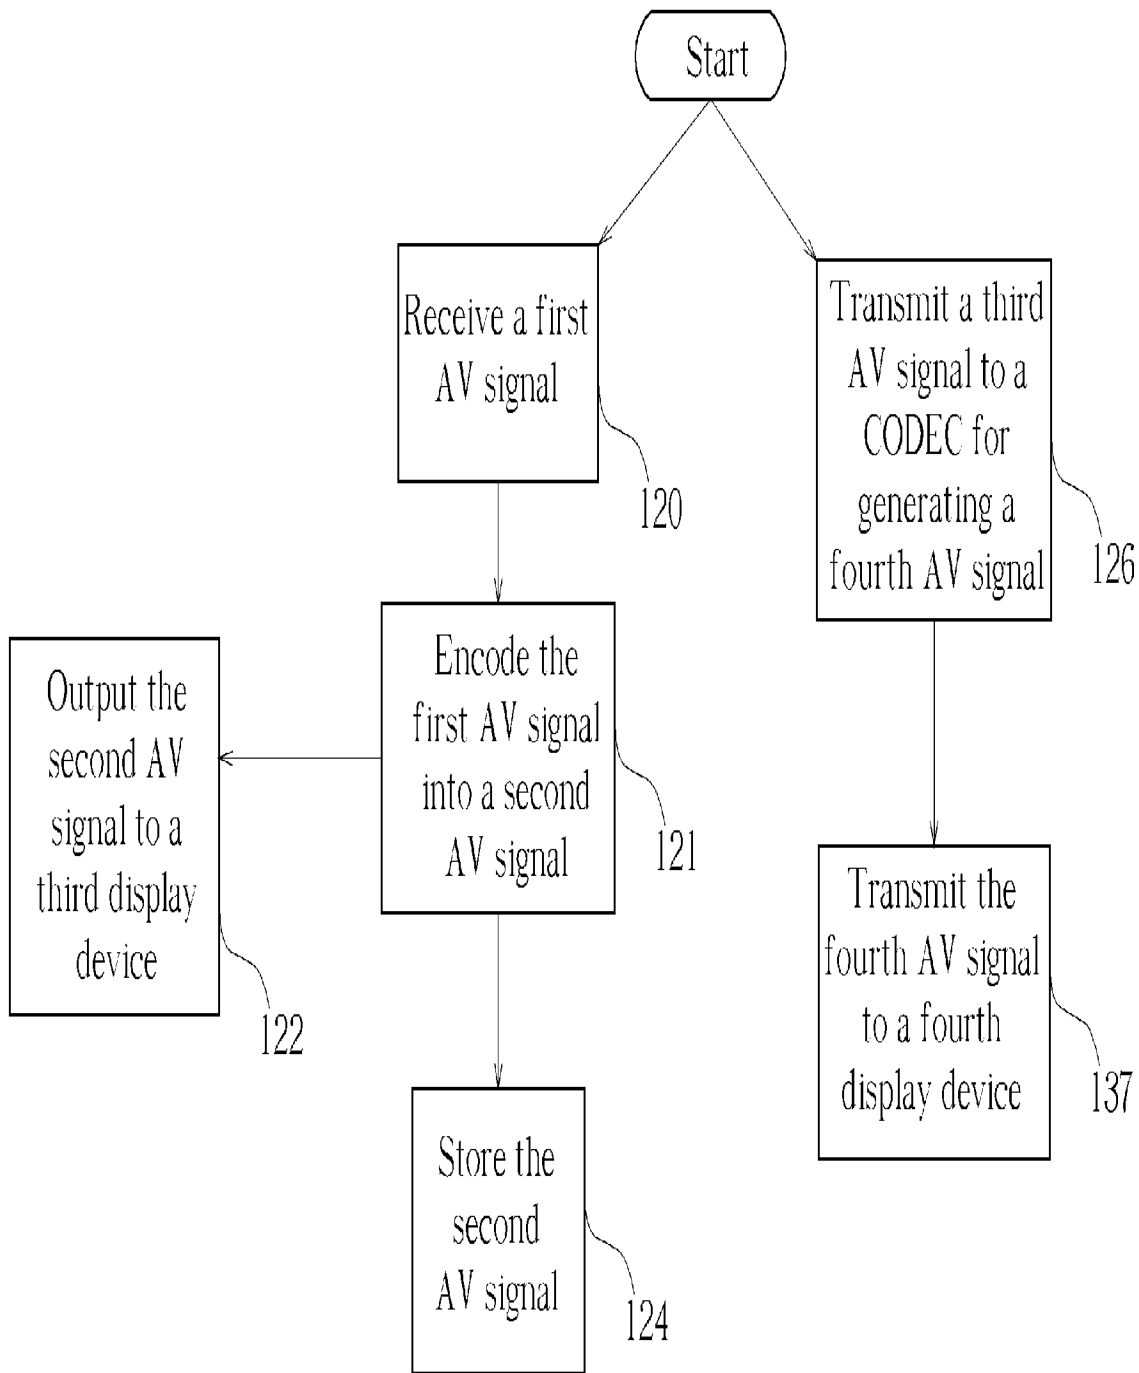 Start
Receive a first
AV signal
120
Transmit a third
AV signal to a
CODEC for
generating a
fourth AV signal
126
Encode the
first AV signal
into a second
AV signal
121
Output the
second AV
signal to a
third display
device
122
Transmit the
fourth AV signal
to a fourth
display device
137
Store the
second
AV signal
124